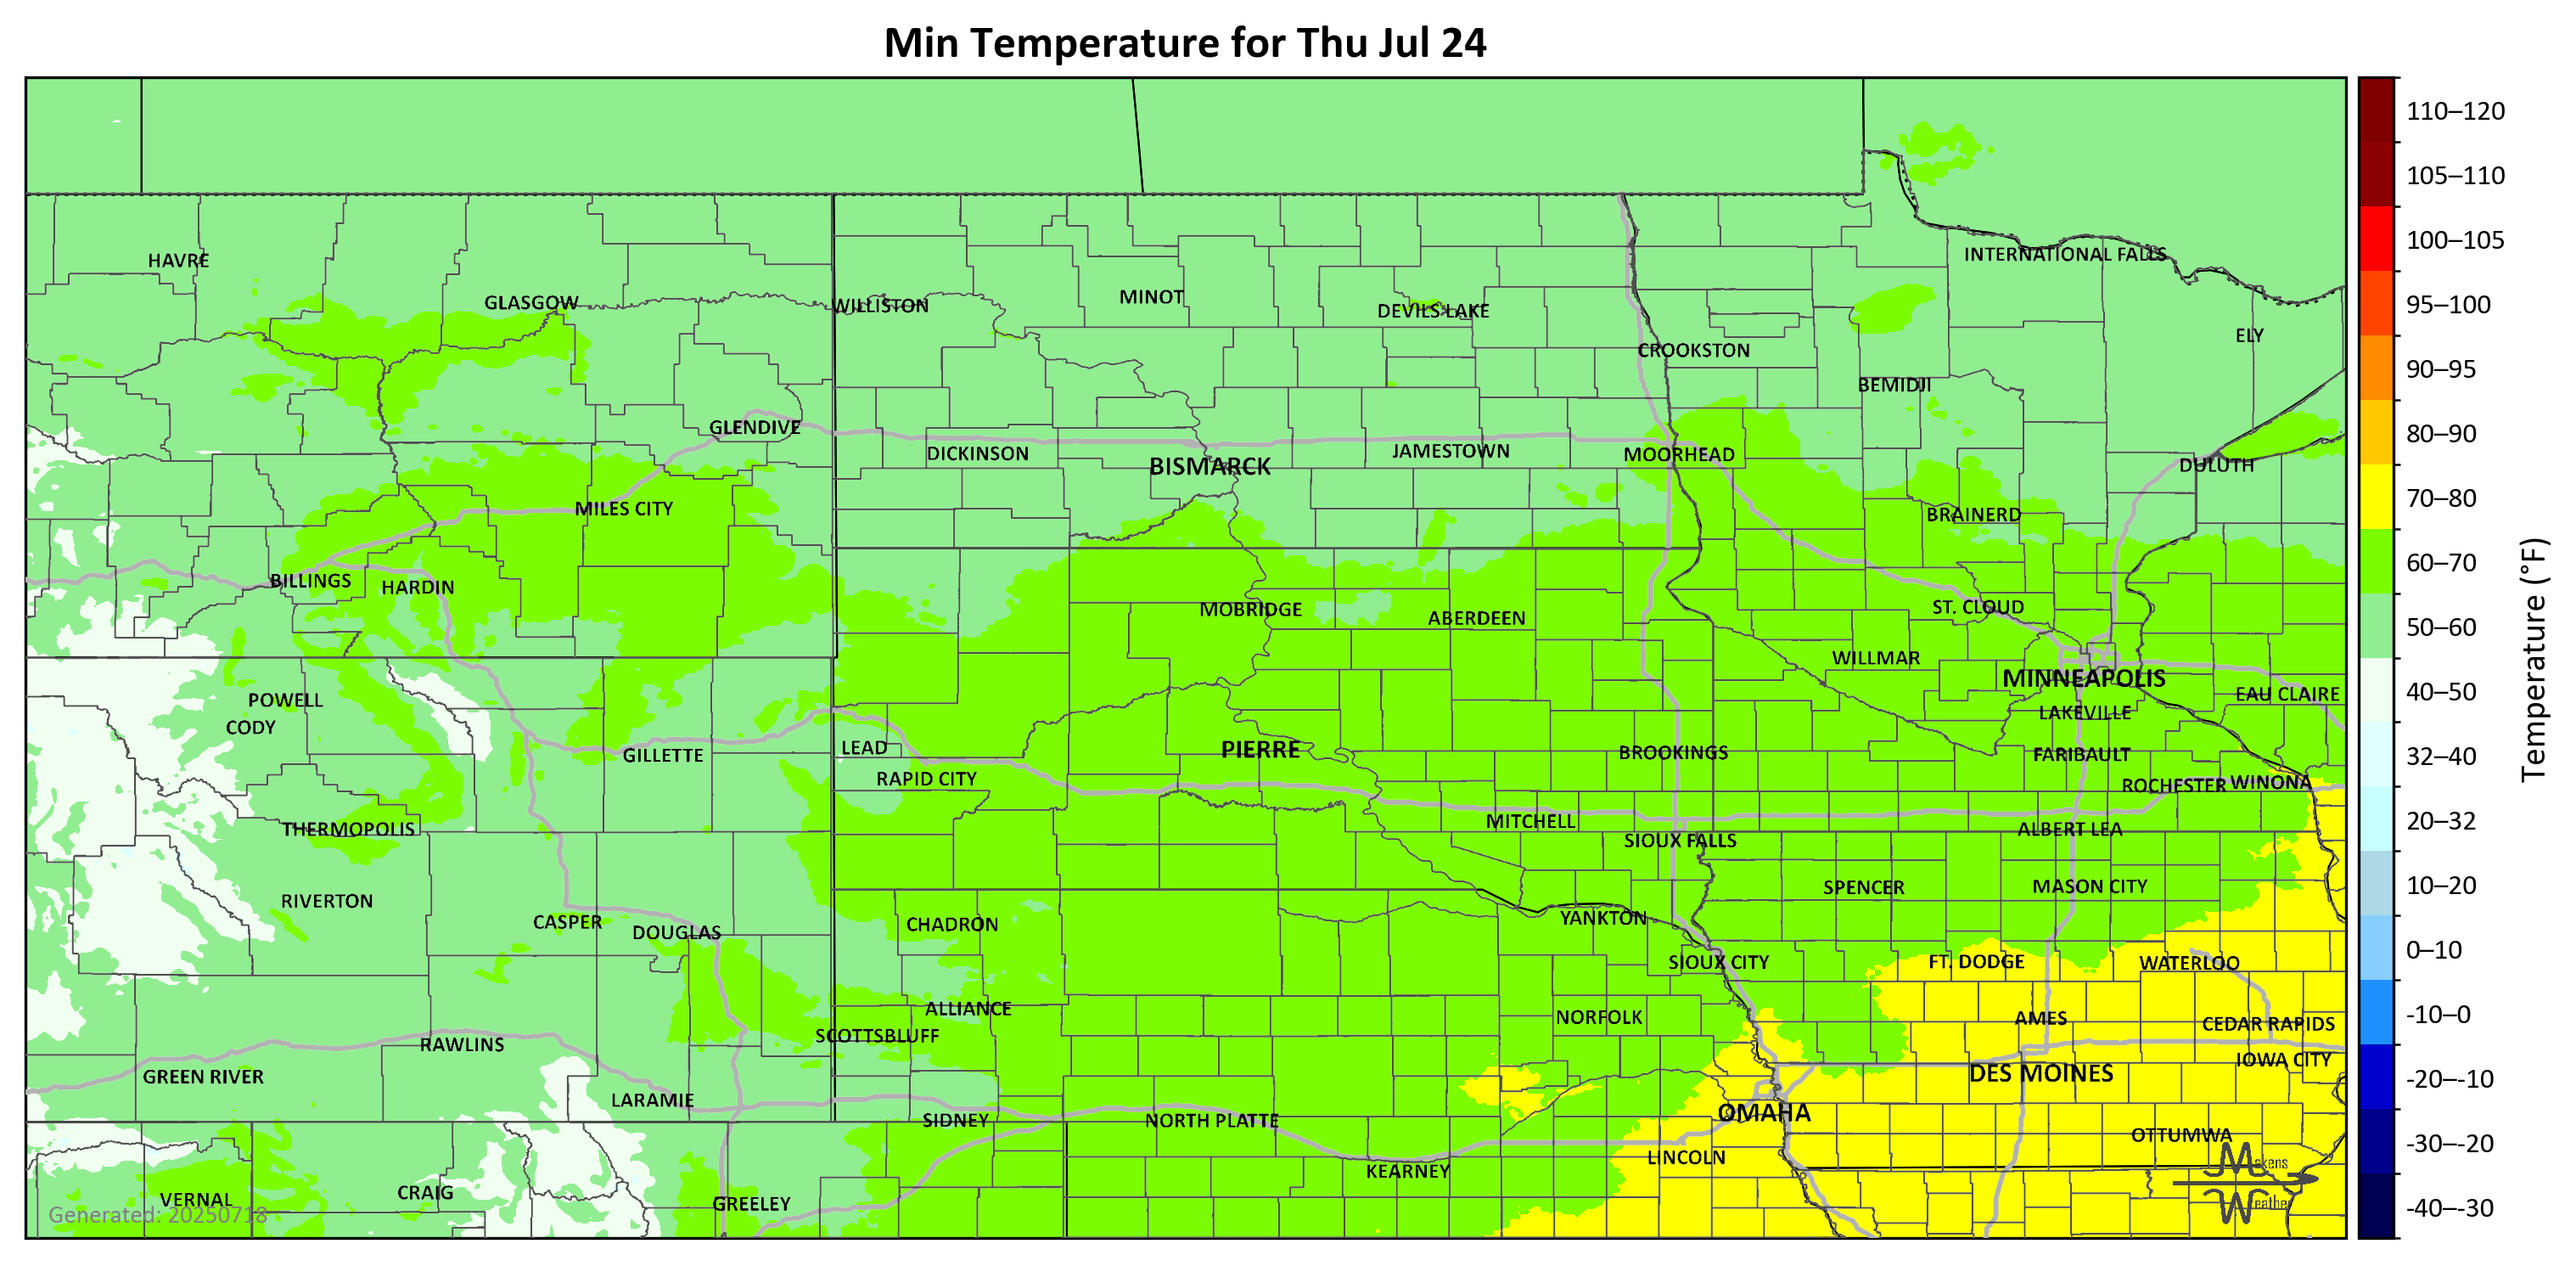 Min Temperature for Thu Jul 24
110–120
105–110
100–105
95–100
90–95
80–90
70–80
60–70
50–60
40–50
32–40
20–32
10–20
0–10
-10–0
-20–-10
-30–-20
-40–-30
Temperature (°F)
HAVRE
INTERNATIONAL FALLS
GLASGOW
WILLISTON
MINOT
DEVILS LAKE
ELY
CROOKSTON
BEMIDJI
GLENDIVE
DICKINSON
BISMARCK
JAMESTOWN
MOORHEAD
DULUTH
MILES CITY
BRAINERD
BILLINGS
HARDIN
MOBRIDGE
ABERDEEN
ST. CLOUD
WILLMAR
MINNEAPOLIS
POWELL
EAU CLAIRE
CODY
LAKEVILLE
GILLETTE
LEAD
PIERRE
BROOKINGS
FARIBAULT
RAPID CITY
ROCHESTER
WINONA
THERMOPOLIS
MITCHELL
SIOUX FALLS
ALBERT LEA
RIVERTON
SPENCER
MASON CITY
CASPER
DOUGLAS
CHADRON
YANKTON
SIOUX CITY
FT. DODGE
WATERLOO
ALLIANCE
NORFOLK
AMES
CEDAR RAPIDS
SCOTTSBLUFF
RAWLINS
IOWA CITY
GREEN RIVER
DES MOINES
LARAMIE
SIDNEY
NORTH PLATTE
OMAHA
OTTUMWA
LINCOLN
KEARNEY
VERNAL
CRAIG
GREELEY
Makens
Weather
Generated: 20250718